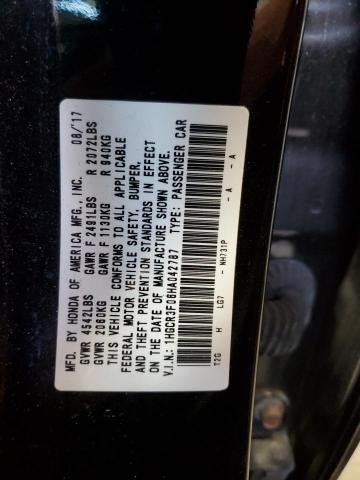 MFD. BY HONDA OF AMERICA MFG., INC. 08/17
GVWR 4542LBS GAWR F 2491LBS R 2072LBS
GVWR 2060KG GAWR F 1130KG R 940KG
THIS VEHICLE CONFORMS TO ALL APPLICABLE
FEDERAL MOTOR VEHICLE SAFETY, BUMPER,
AND THEFT PREVENTION STANDARDS IN EFFECT
ON THE DATE OF MANUFACTURE SHOWN ABOVE.
V.I.N.: 1HGCR3F06HA042787 TYPE: PASSENGER CAR
T2G H LG7 - NH731P - A - A